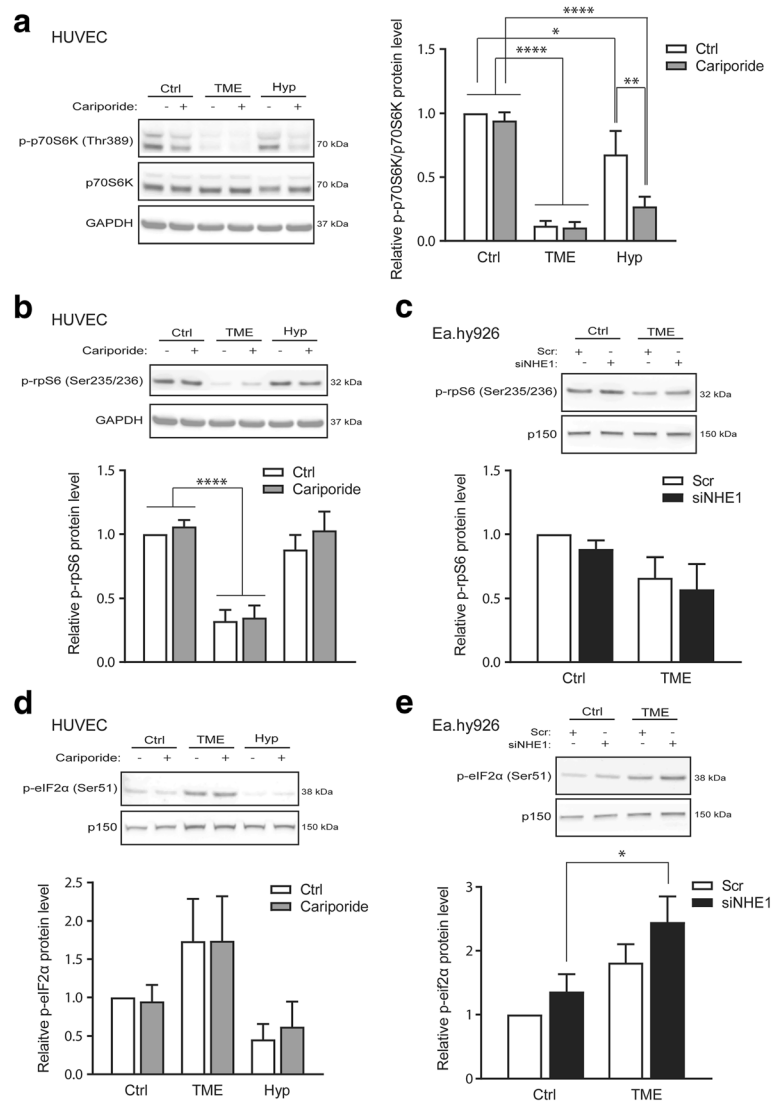 a
HUVEC
Ctrl TME Hyp
Cariporide: - + - + - +
p-p70S6K (Thr389) 70 kDa
p70S6K 70 kDa
GAPDH 37 kDa
Relative p-p70S6K/p70S6K protein level
1.5
1.0
0.5
0.0
****
*
****
**
Ctrl
Cariporide
Ctrl TME Hyp
b
HUVEC
Ctrl TME Hyp
Cariporide: - + - + - +
p-rpS6 (Ser235/236) 32 kDa
GAPDH 37 kDa
Relative p-rpS6 protein level
1.5
1.0
0.5
0.0
****
Ctrl
Cariporide
Ctrl TME Hyp
c
Ea.hy926
Ctrl TME
Scr: + +
siNHE1: + +
p-rpS6 (Ser235/236) 32 kDa
p150 150 kDa
Relative p-rpS6 protein level
1.5
1.0
0.5
0.0
Scr
siNHE1
Ctrl TME
d
HUVEC
Ctrl TME Hyp
Cariporide: - + - + - +
p-eIF2α (Ser51) 38 kDa
p150 150 kDa
Relaitve p-eIF2α protein level
2.5
2.0
1.5
1.0
0.5
0.0
Ctrl
Cariporide
Ctrl TME Hyp
e
Ea.hy926
Ctrl TME
Scr: + +
siNHE1: + +
p-eIF2α (Ser51) 38 kDa
p150 150 kDa
Relative p-eif2α protein level
3
2
1
0
*
Scr
siNHE1
Ctrl TME